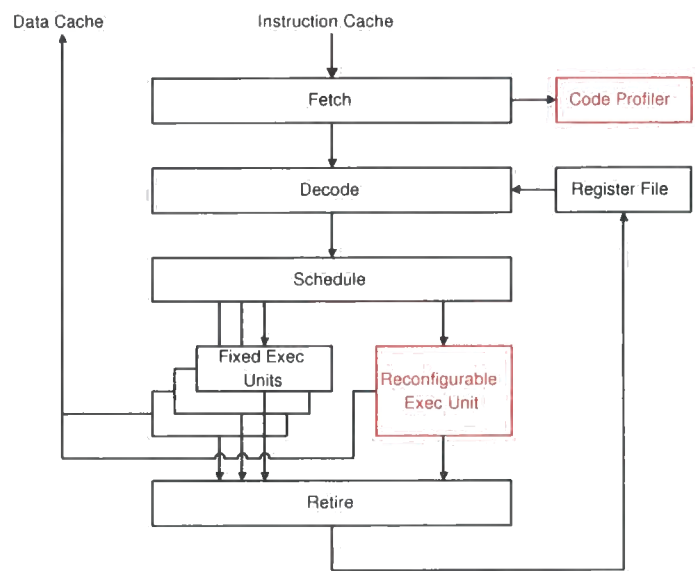 Data Cache
Instruction Cache
Fetch
Code Profiler
Decode
Register File
Schedule
Fixed Exec
Units
Reconfigurable
Exec Unit
Retire